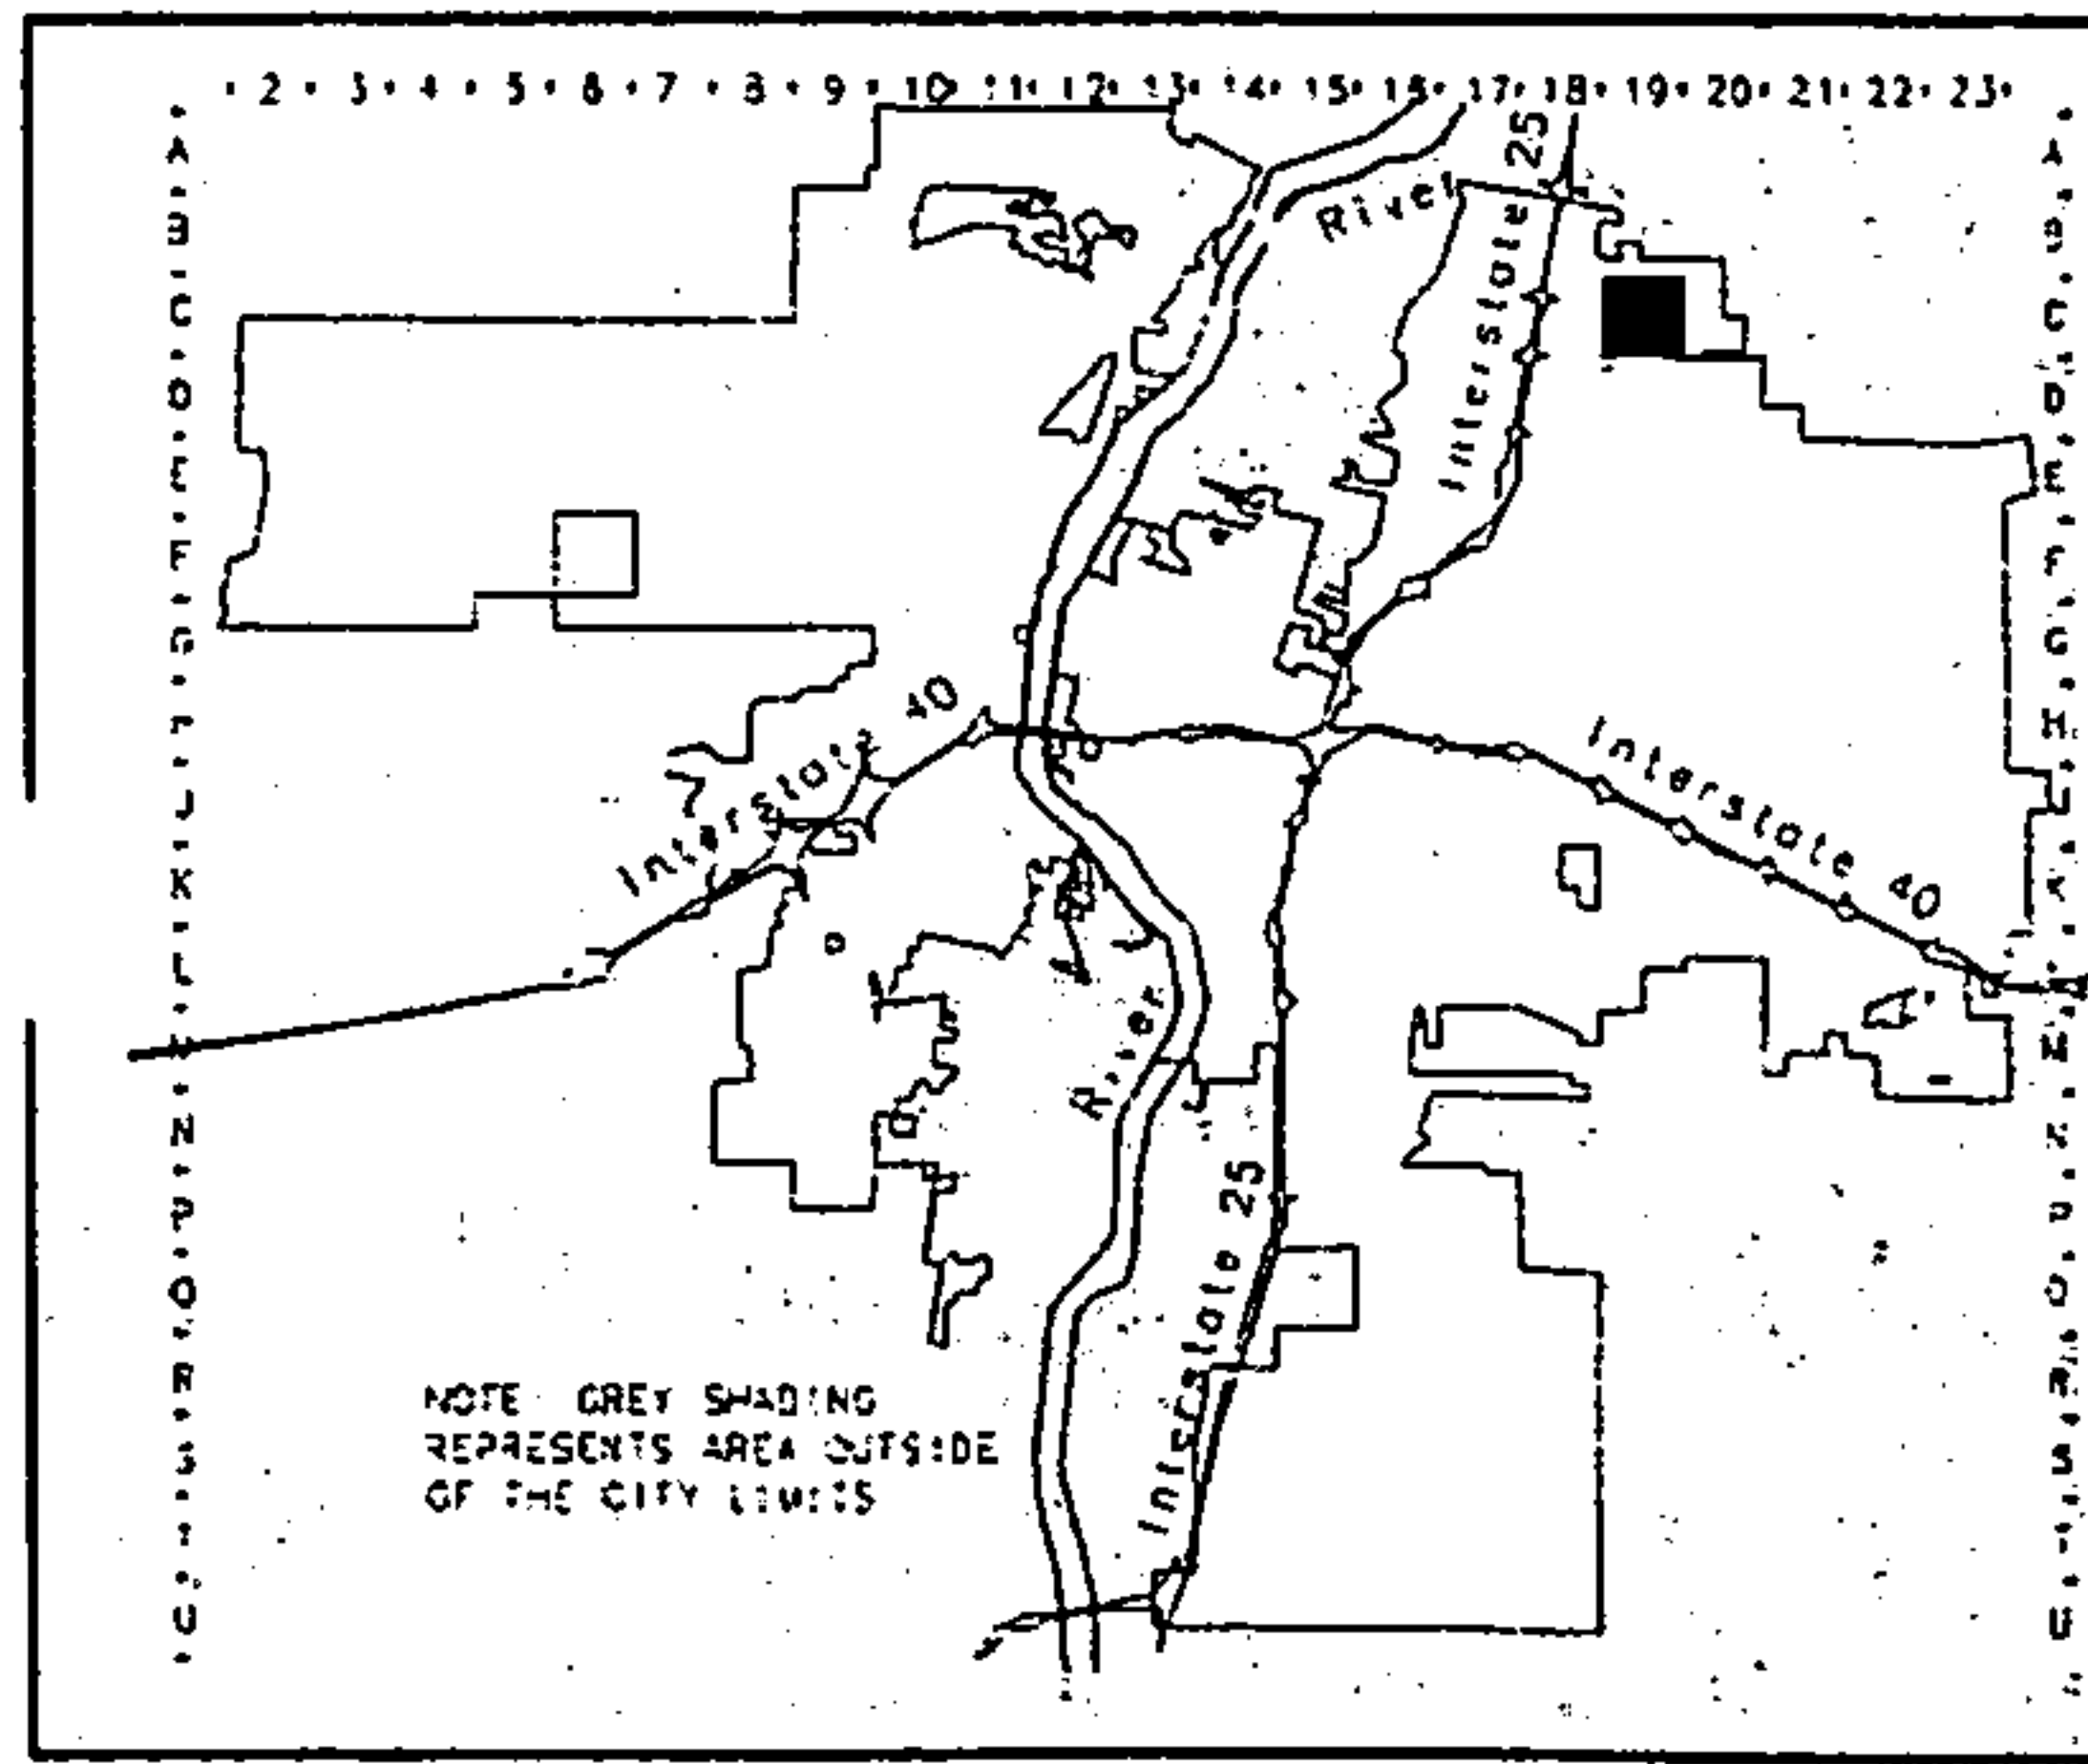 · 2 · 3 · 4 · 5 · 6 · 7 · 8 · 9 · 10 · 11 · 12 · 13 · 14 · 15 · 16 · 17 · 18 · 19 · 20 · 21 · 22 · 23 ·
A
B
C
D
E
F
G
H
J
K
L
M
N
P
Q
R
S
T
U
River
Interstate 25
Interstate 40
Interstate 40
River
Interstate 25
NOTE: GREY SHADING
REPRESENTS AREA OUTSIDE
OF THE CITY LIMITS
A
B
C
D
E
F
G
H
J
K
L
M
N
P
Q
R
S
T
U